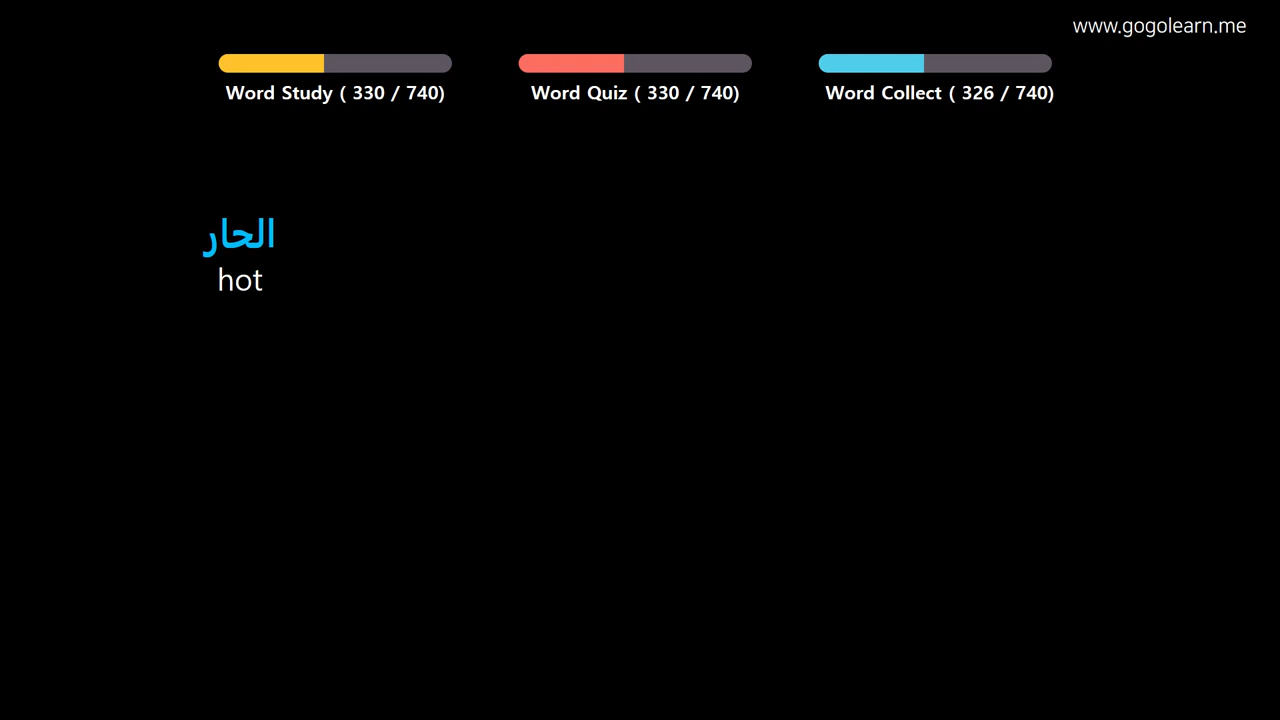 www.gogolearn.me
Word Study ( 330 / 740)
Word Quiz ( 330 / 740)
Word Collect ( 326 / 740)
الحار
hot